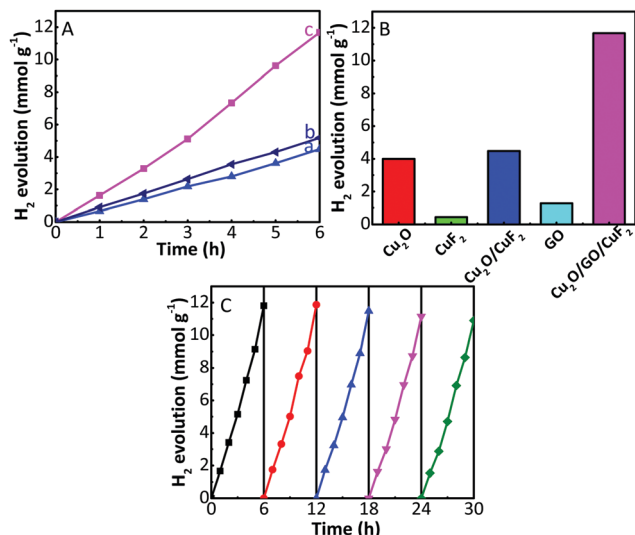 A
H₂ evolution (mmol g⁻¹)
12
10
8
6
4
2
0
c
b
a
0 1 2 3 4 5 6
Time (h)
B
H₂ evolution (mmol g⁻¹)
12
10
8
6
4
2
0
Cu₂O
CuF₂
Cu₂O/CuF₂
GO
Cu₂O/GO/CuF₂
C
H₂ evolution (mmol g⁻¹)
12
10
8
6
4
2
0
0 6 12 18 24 30
Time (h)